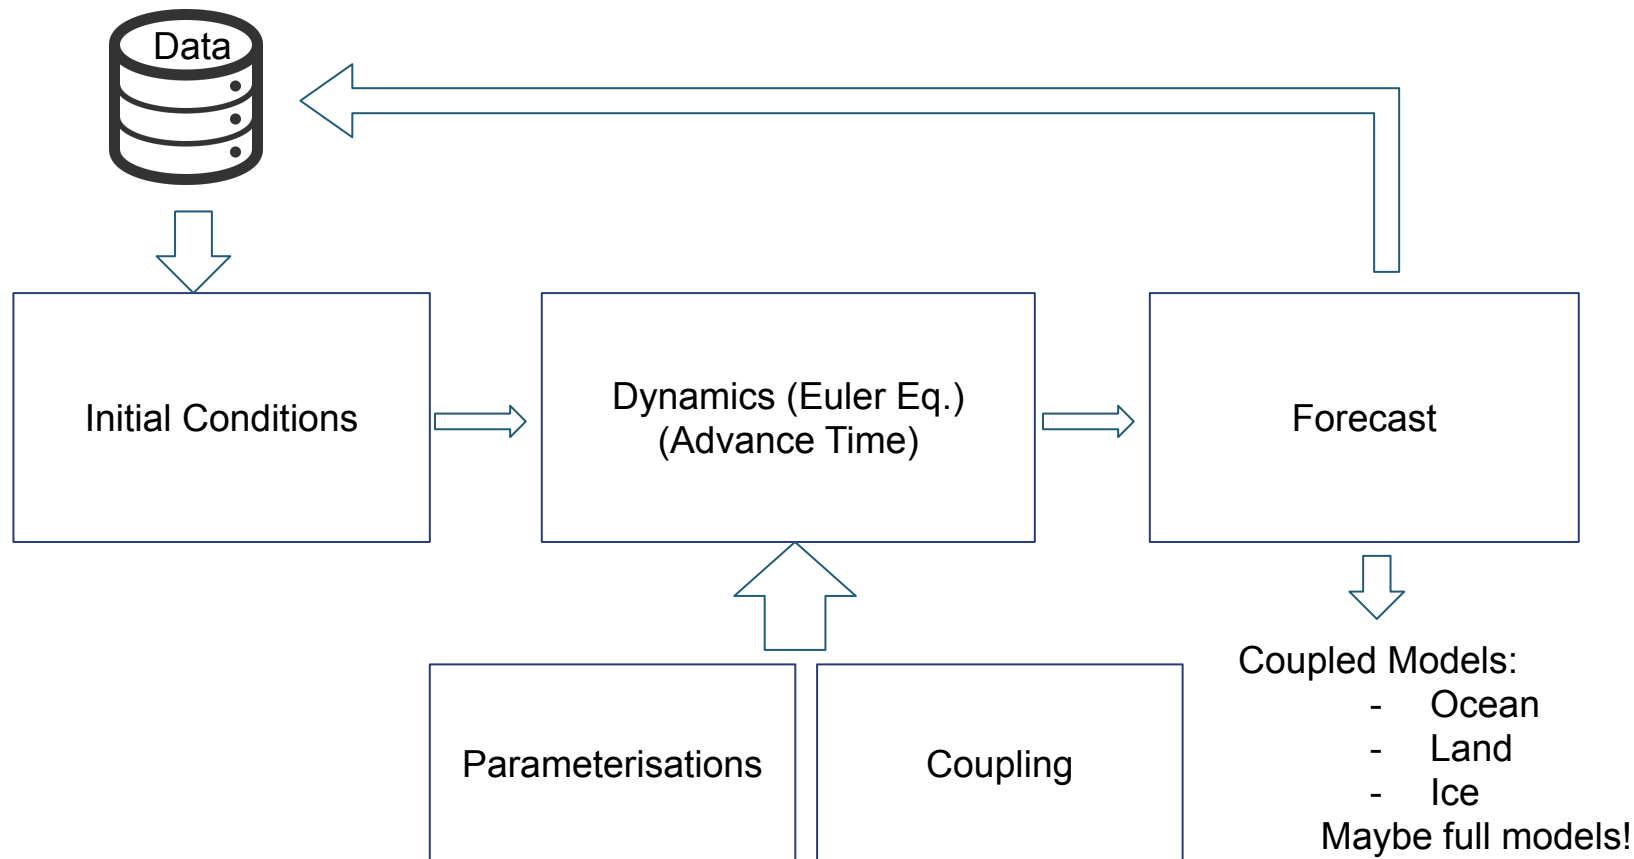 Data
Initial Conditions
Dynamics (Euler Eq.)
(Advance Time)
Forecast
Parameterisations
Coupling
Coupled Models:
- Ocean
- Land
- Ice
Maybe full models!